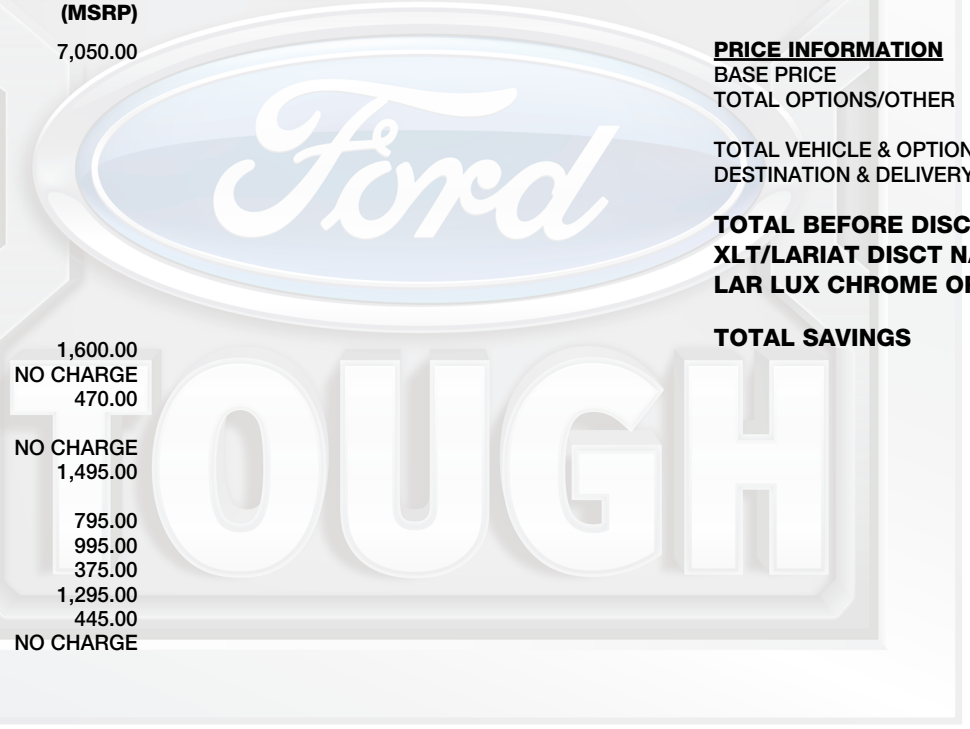 (MSRP)
7,050.00
1,600.00
NO CHARGE
470.00
NO CHARGE
1,495.00
795.00
995.00
375.00
1,295.00
445.00
NO CHARGE
PRICE INFORMATION
BASE PRICE
TOTAL OPTIONS/OTHER
TOTAL VEHICLE & OPTION
DESTINATION & DELIVERY
TOTAL BEFORE DISC
XLT/LARIAT DISCT NA
LAR LUX CHROME O
TOTAL SAVINGS
Ford
TOUGH